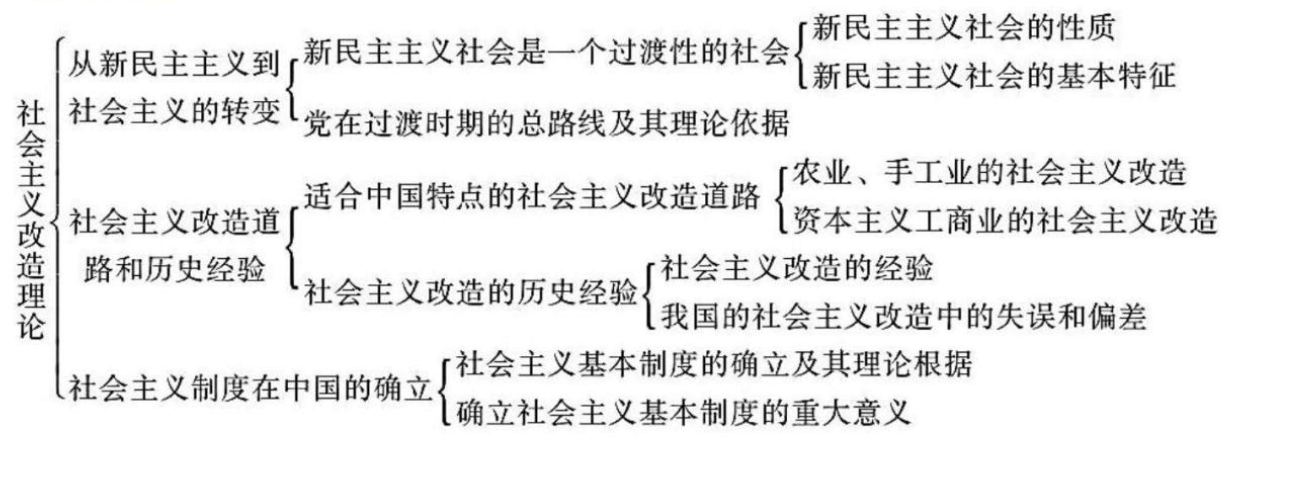 社会主义改造理论
从新民主主义到
社会主义的转变
新民主主义社会是一个过渡性的社会
新民主主义社会的性质
新民主主义社会的基本特征
党在过渡时期的总路线及其理论依据
社会主义改造道
路和历史经验
适合中国特点的社会主义改造道路
农业、手工业的社会主义改造
资本主义工商业的社会主义改造
社会主义改造的历史经验
社会主义改造的经验
我国的社会主义改造中的失误和偏差
社会主义制度在中国的确立
社会主义基本制度的确立及其理论根据
确立社会主义基本制度的重大意义